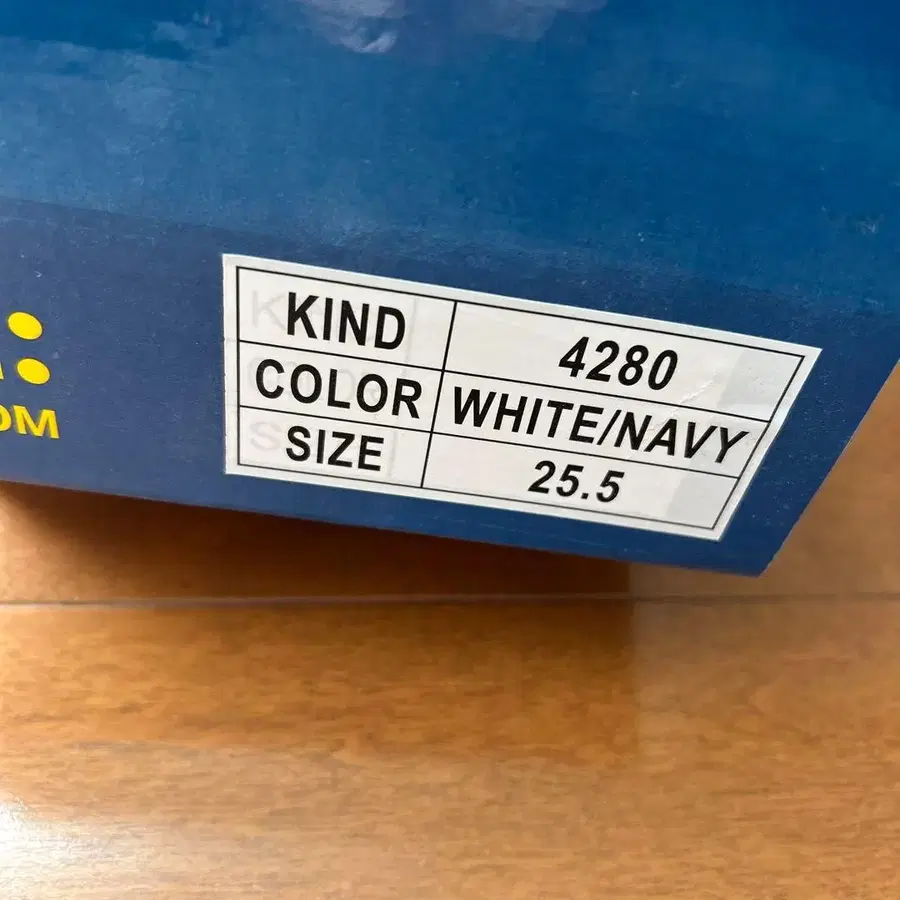 KIND 4280
COLOR WHITE/NAVY
SIZE 25.5
OM